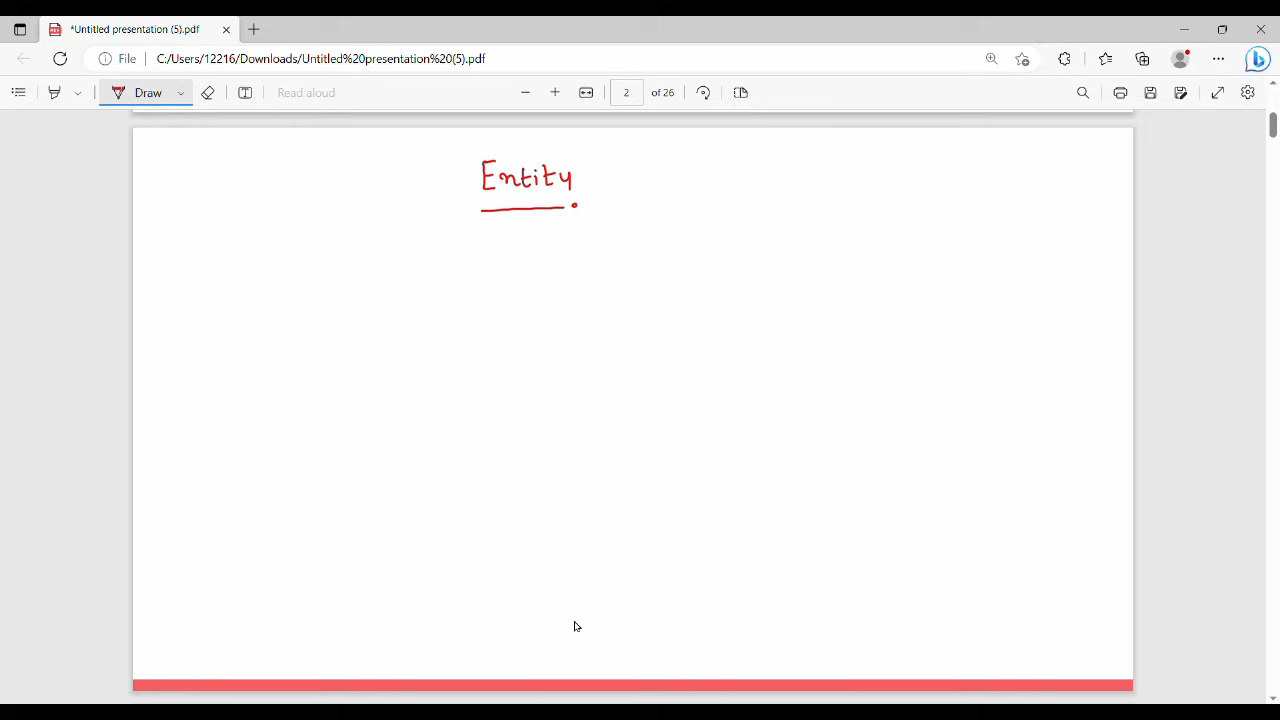 *Untitled presentation (5).pdf
File C:/Users/12216/Downloads/Untitled%20presentation%20(5).pdf
Draw Read aloud 2 of 26
Entity